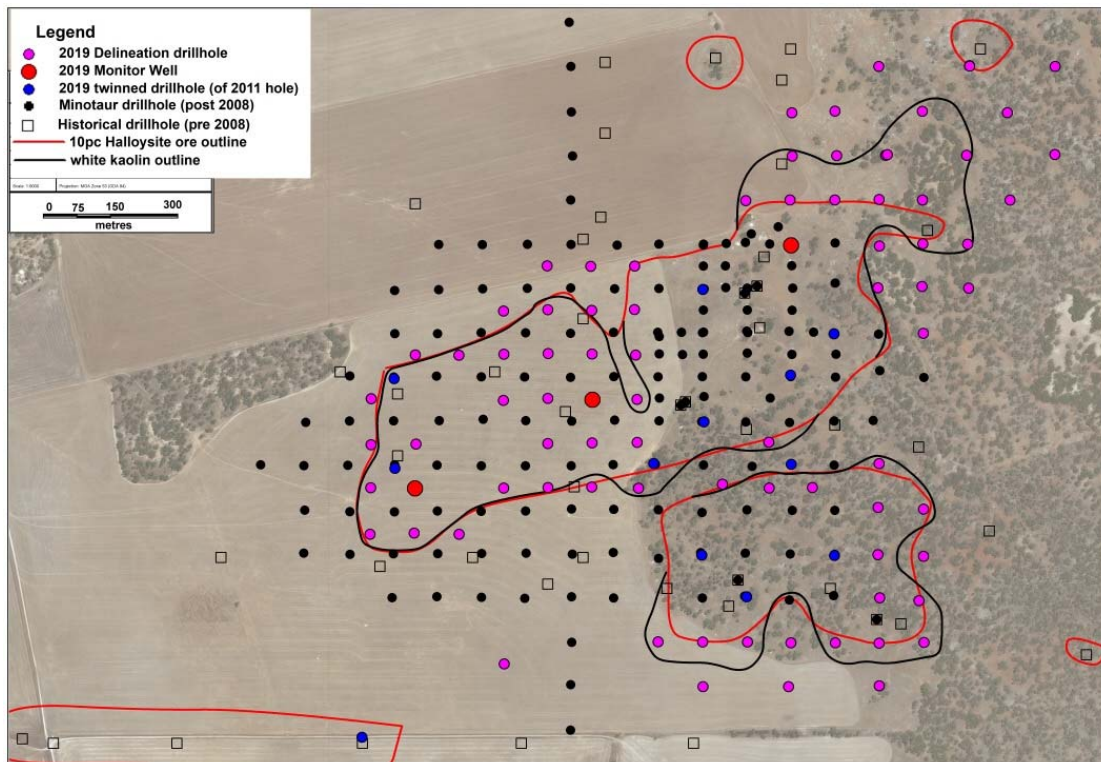 Legend
2019 Delineation drillhole
2019 Monitor Well
2019 twinned drillhole (of 2011 hole)
Minotaur drillhole (post 2008)
Historical drillhole (pre 2008)
10pc Halloysite ore outline
white kaolin outline
0 75 150 300
metres